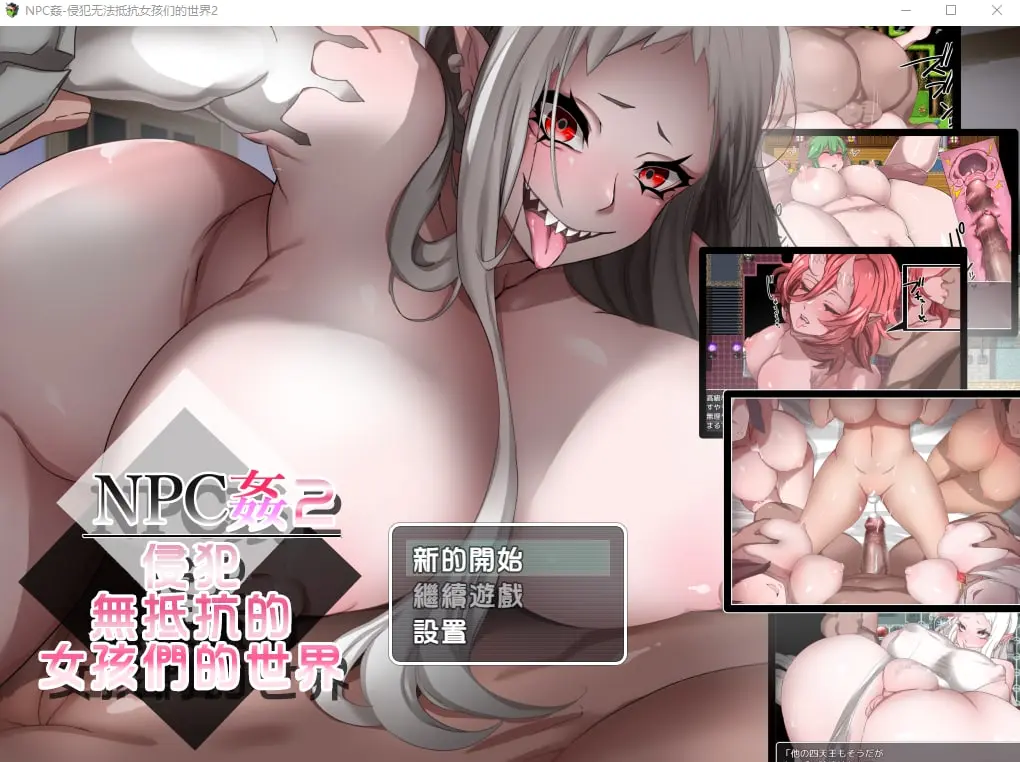 NPC姦-侵犯无法抵抗女孩们的世界2
NPC姦2
侵犯
無抵抗的
女孩們的世界
新的開始
繼續遊戲
設置
「他の四天王もそうだが